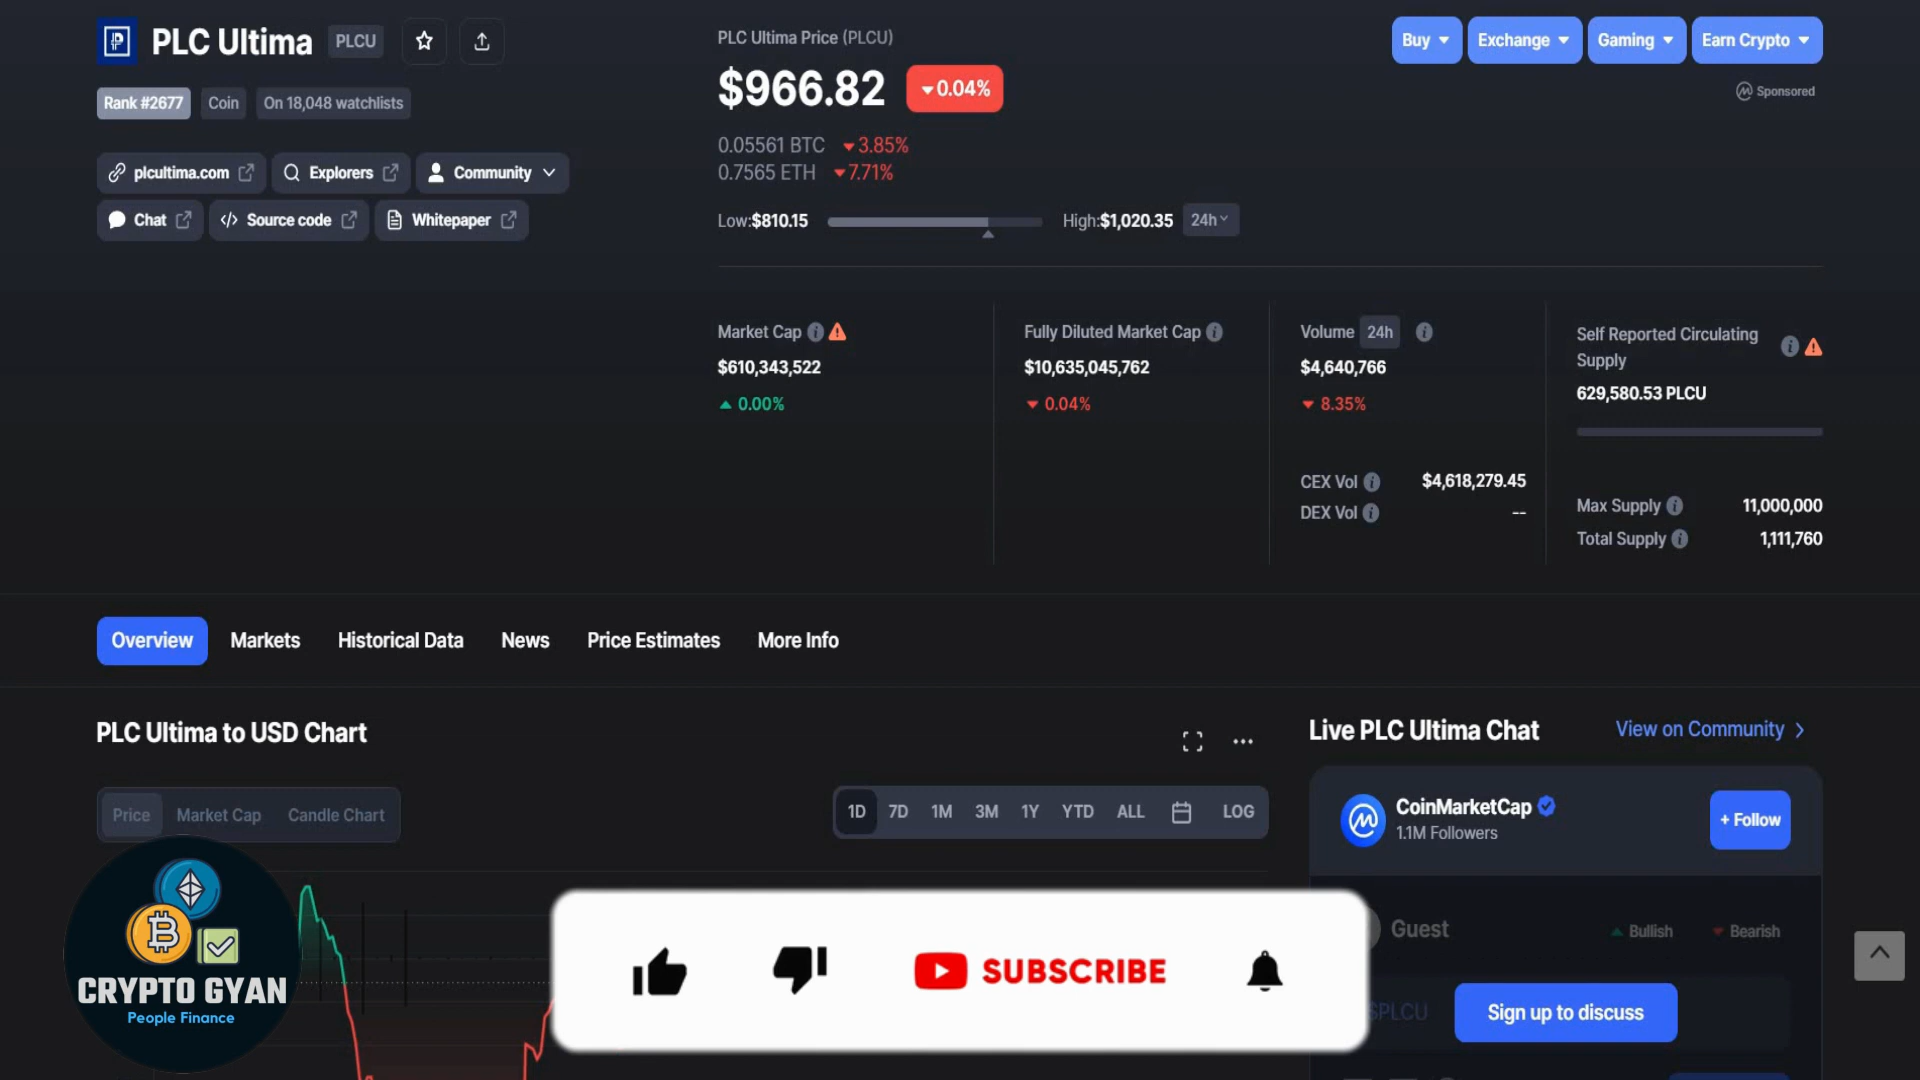 PLC Ultima PLCU
Rank #2677 Coin On 18,048 watchlists
plcultima.com Explorers Community
Chat Source code Whitepaper
PLC Ultima Price (PLCU)
$966.82 0.04%
0.05561 BTC 3.85%
0.7565 ETH 7.71%
Low:$810.15 High:$1,020.35 24h
Buy Exchange Gaming Earn Crypto
Sponsored
Market Cap
$610,343,522
0.00%
Fully Diluted Market Cap
$10,635,045,762
0.04%
Volume 24h
$4,640,766
8.35%
CEX Vol $4,618,279.45
DEX Vol --
Self Reported Circulating
Supply
629,580.53 PLCU
Max Supply 11,000,000
Total Supply 1,111,760
Overview Markets Historical Data News Price Estimates More Info
PLC Ultima to USD Chart
Price Market Cap Candle Chart
1D 7D 1M 3M 1Y YTD ALL LOG
Live PLC Ultima Chat View on Community
CoinMarketCap
1.1M Followers
+ Follow
Guest Bullish Bearish
$PLCU
Sign up to discuss
CRYPTO GYAN
People Finance
SUBSCRIBE